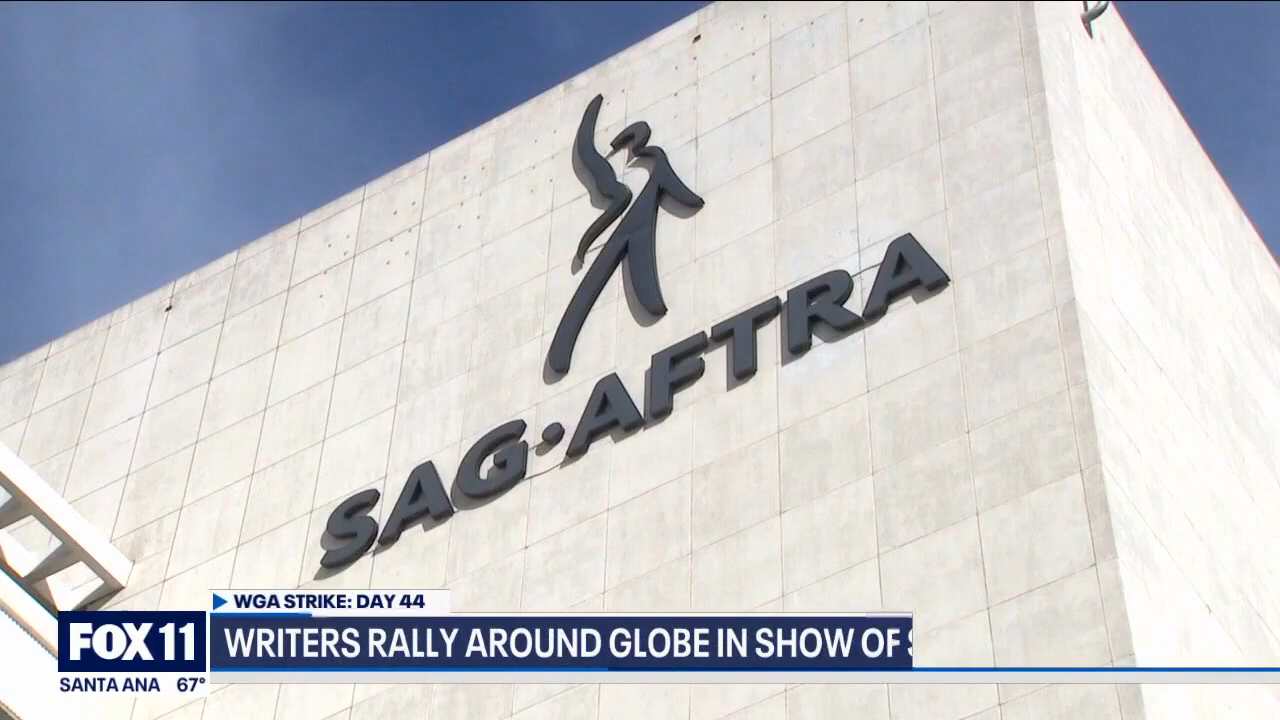 SAG·AFTRA
WGA STRIKE: DAY 44
FOX 11
WRITERS RALLY AROUND GLOBE IN SHOW OF
SANTA ANA 67°